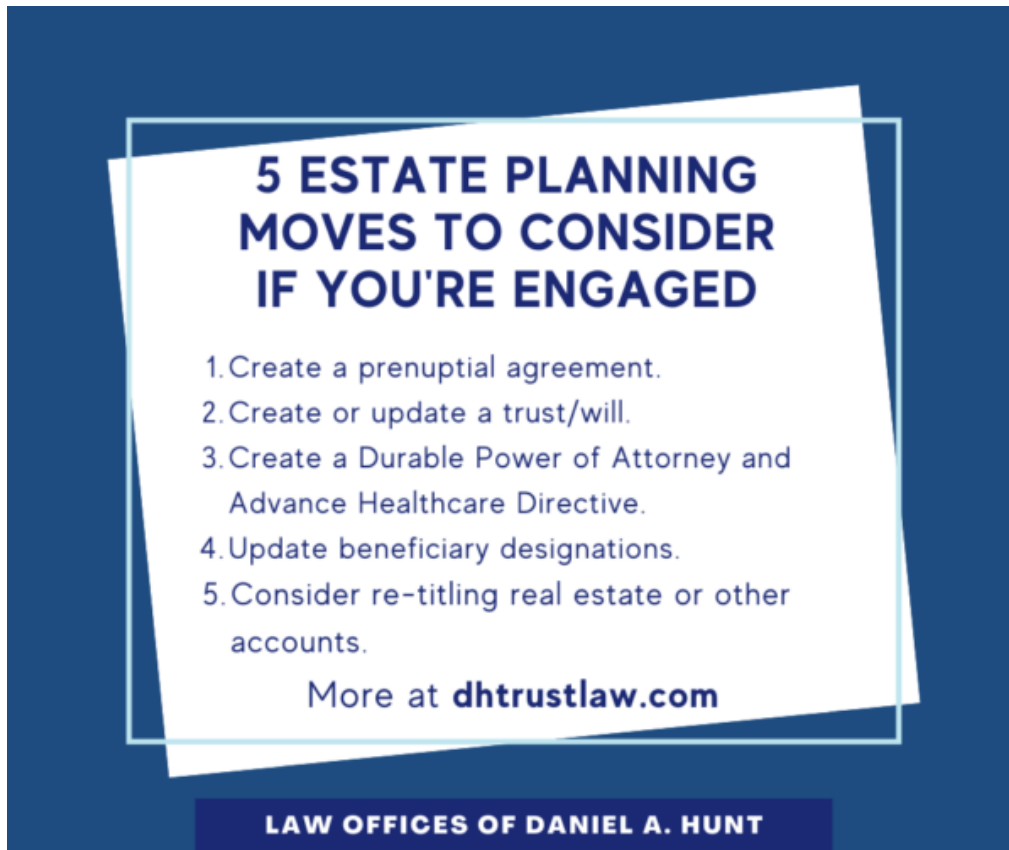 5 ESTATE PLANNING
MOVES TO CONSIDER
IF YOU'RE ENGAGED
1. Create a prenuptial agreement.
2. Create or update a trust/will.
3. Create a Durable Power of Attorney and
Advance Healthcare Directive.
4. Update beneficiary designations.
5. Consider re-titling real estate or other
accounts.
More at dhtrustlaw.com
LAW OFFICES OF DANIEL A. HUNT